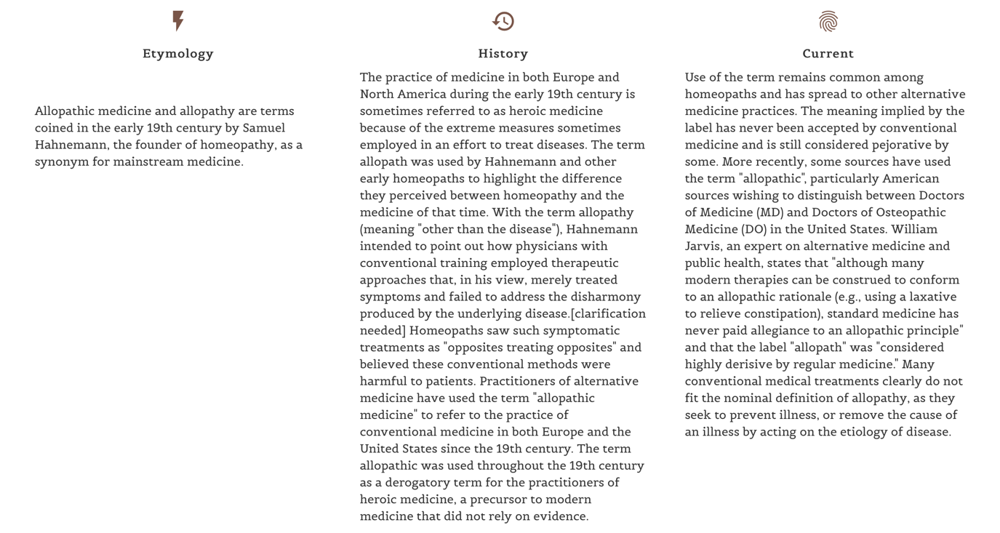 Etymology
Allopathic medicine and allopathy are terms
coined in the early 19th century by Samuel
Hahnemann, the founder of homeopathy, as a
synonym for mainstream medicine.
History
The practice of medicine in both Europe and
North America during the early 19th century is
sometimes referred to as heroic medicine
because of the extreme measures sometimes
employed in an effort to treat diseases. The term
allopath was used by Hahnemann and other
early homeopaths to highlight the difference
they perceived between homeopathy and the
medicine of that time. With the term allopathy
(meaning "other than the disease"), Hahnemann
intended to point out how physicians with
conventional training employed therapeutic
approaches that, in his view, merely treated
symptoms and failed to address the disharmony
produced by the underlying disease.[clarification
needed] Homeopaths saw such symptomatic
treatments as "opposites treating opposites" and
believed these conventional methods were
harmful to patients. Practitioners of alternative
medicine have used the term "allopathic
medicine" to refer to the practice of
conventional medicine in both Europe and the
United States since the 19th century. The term
allopathic was used throughout the 19th century
as a derogatory term for the practitioners of
heroic medicine, a precursor to modern
medicine that did not rely on evidence.
Current
Use of the term remains common among
homeopaths and has spread to other alternative
medicine practices. The meaning implied by the
label has never been accepted by conventional
medicine and is still considered pejorative by
some. More recently, some sources have used
the term "allopathic", particularly American
sources wishing to distinguish between Doctors
of Medicine (MD) and Doctors of Osteopathic
Medicine (DO) in the United States. William
Jarvis, an expert on alternative medicine and
public health, states that "although many
modern therapies can be construed to conform
to an allopathic rationale (e.g., using a laxative
to relieve constipation), standard medicine has
never paid allegiance to an allopathic principle"
and that the label "allopath" was "considered
highly derisive by regular medicine." Many
conventional medical treatments clearly do not
fit the nominal definition of allopathy, as they
seek to prevent illness, or remove the cause of
an illness by acting on the etiology of disease.